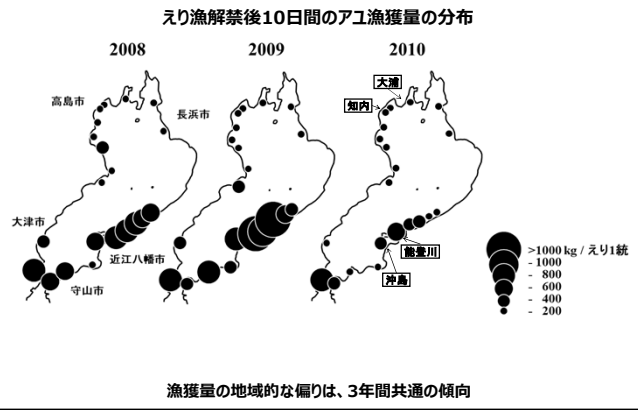 えり漁解禁後10日間のアユ漁獲量の分布
2008
2009
2010
高島市
長浜市
大津市
近江八幡市
守山市
大浦
知内
能登川
沖島
>1000 kg / えり1統
- 1000
- 800
- 600
- 400
- 200
漁獲量の地域的な偏りは、3年間共通の傾向